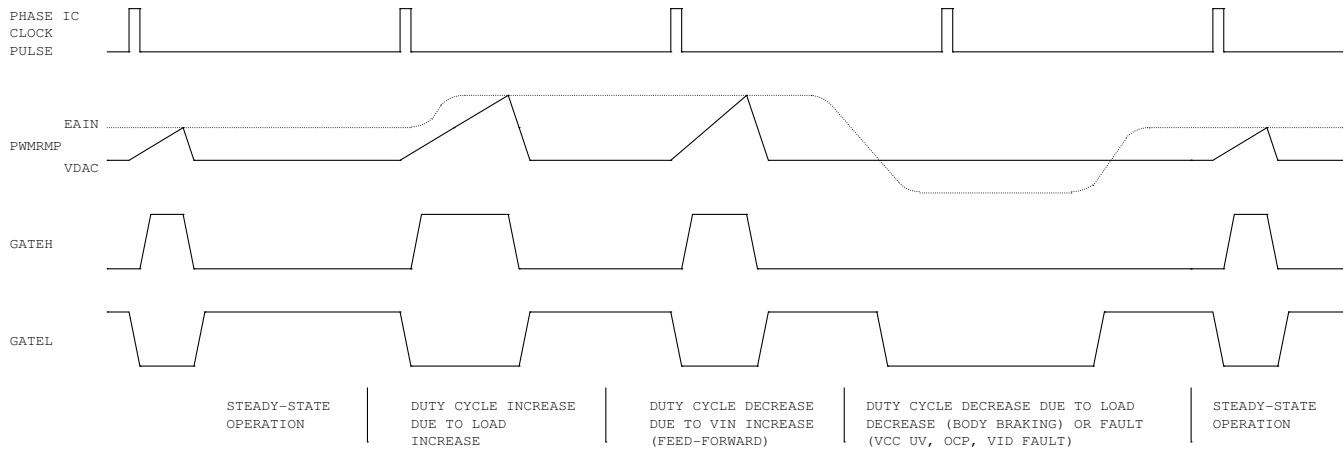 PHASE IC
CLOCK
PULSE
EAIN
PWMRMP
VDAC
GATEH
GATEL
STEADY-STATE
OPERATION
DUTY CYCLE INCREASE
DUE TO LOAD
INCREASE
DUTY CYCLE DECREASE
DUE TO VIN INCREASE
(FEED-FORWARD)
DUTY CYCLE DECREASE DUE TO LOAD
DECREASE (BODY BRAKING) OR FAULT
(VCC UV, OCP, VID FAULT)
STEADY-STATE
OPERATION